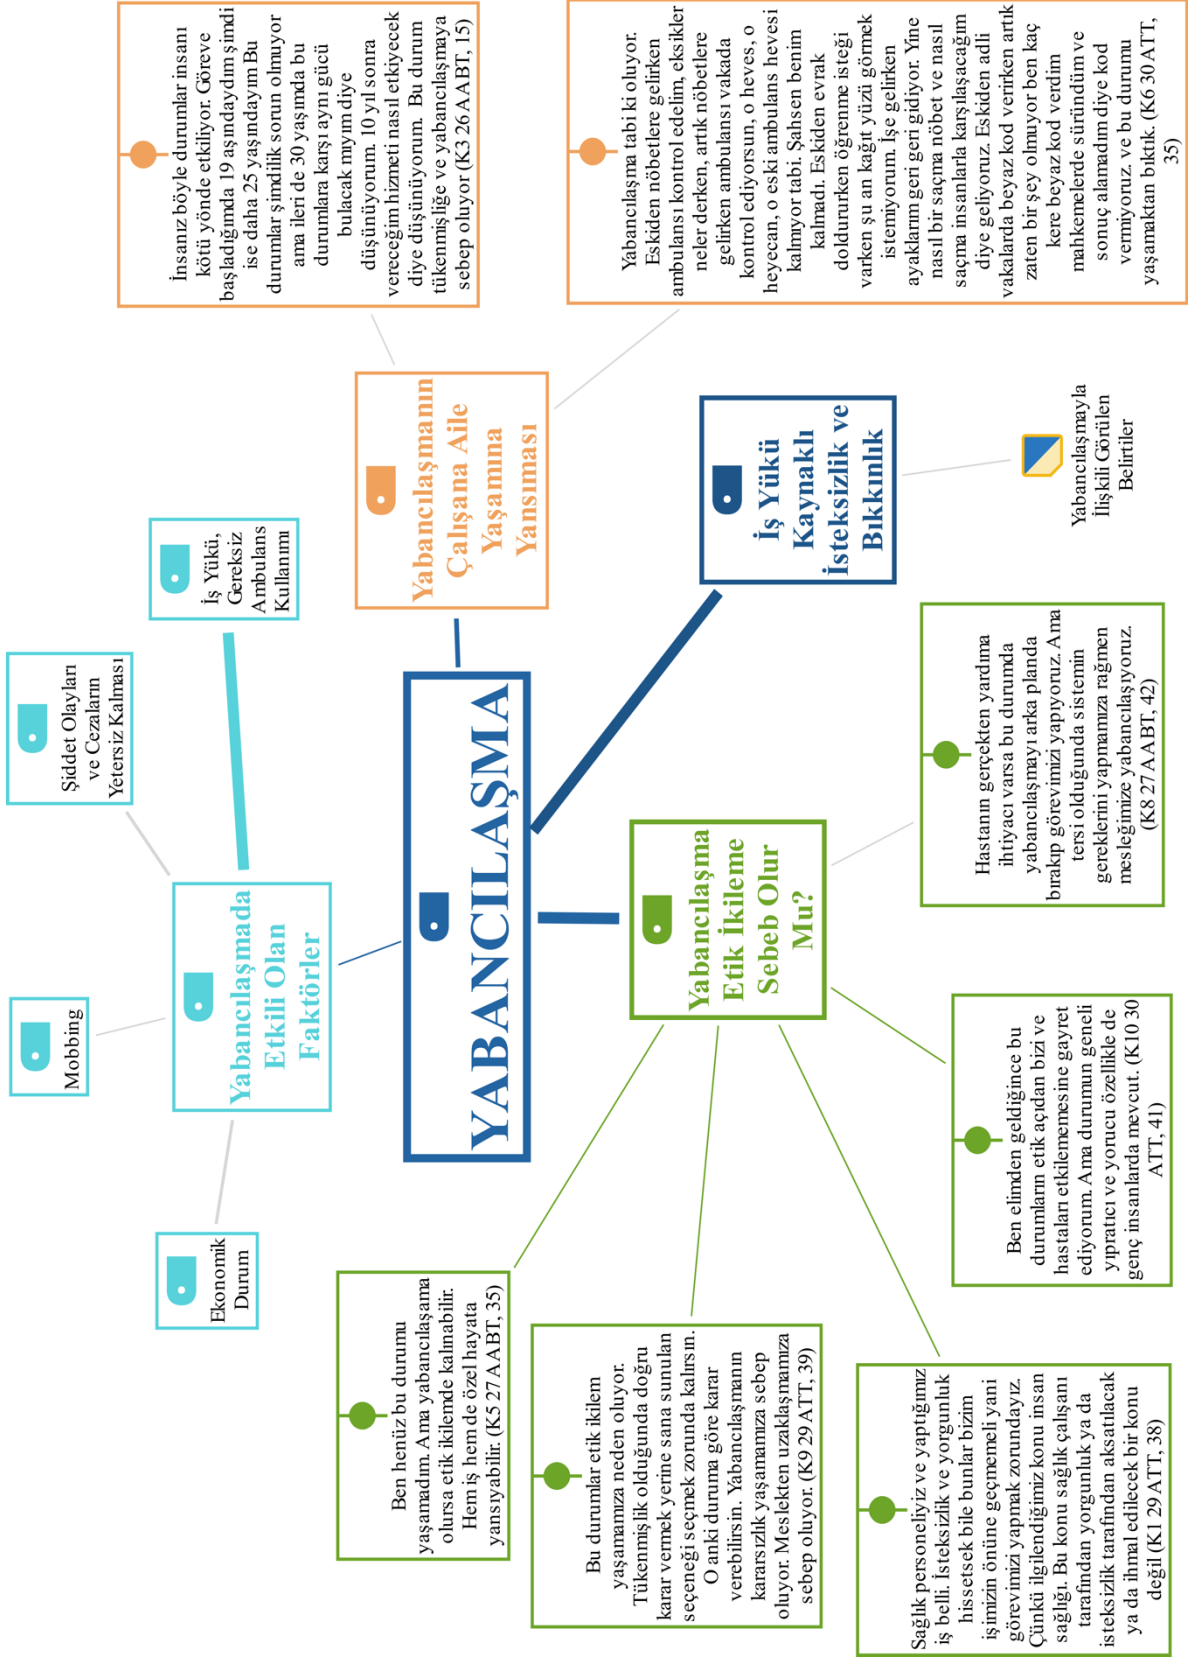 Mobbing
Şiddet Olayları
ve Cezaların
Yetersiz Kalması
Ekonomik
Durum
Yabancılaşmada
Etkili Olan
Faktörler
İş Yükü,
Gereksiz
Ambulans
Kullanımı
İnsanız böyle durumlar insanı
kötü yönde etkiliyor. Göreve
başladığımda 19 aşındaydım şimdi
ise daha 25 yaşındayım Bu
durumlar şimdilik sorun olmuyor
ama ileri de 30 yaşımda bu
durumlara karşı aynı gücü
bulacak mıyım diye
düşünüyorum. 10 yıl sonra
vereceğim hizmeti nasıl etkiyecek
diye düşünüyorum. Bu durum
tükenmişliğe ve yabancılaşmaya
sebep oluyor (K3 26 AABT, 15)
YABANCILAŞMA
Yabancılaşmanın
Çalışana Aile
Yaşamına
Yansıması
Ben henüz bu durumu
yaşamadım. Ama yabancılaşama
olursa etik ikilemde kalınabilir.
Hem iş hem de özel hayata
yansıyabilir. (K5 27 AABT, 35)
Bu durumlar etik ikilem
yaşamamıza neden oluyor.
Tükenmişlik olduğunda doğru
karar vermek yerine sana sunulan
seçeneği seçmek zorunda kalırsın.
O anki duruma göre karar
verebilirsin. Yabancılaşmanın
kararsızlık yaşamamıza sebep
oluyor. Meslekten uzaklaşmamıza
sebep oluyor. (K9 29 ATT, 39)
Yabancılaşma
Etik İkileme
Sebeb Olur
Mu?
İş Yükü
Kaynaklı
İsteksizlik ve
Bıkkınlık
Yabancılaşma tabi ki oluyor.
Eskiden nöbetlere gelirken
ambulansı kontrol edelim, eksikler
neler derken, artık nöbetlere
gelirken ambulansı vakada
kontrol ediyorsun, o heves, o
heyecan, o eski ambulans hevesi
kalmıyor tabi. Şahsen benim
kalmadı. Eskiden evrak
doldururken öğrenme isteği
varken şu an kağıt yüzü görmek
istemiyorum. İşe gelirken
ayaklarım geri geri gidiyor. Yine
nasıl bir saçma nöbet ve nasıl
saçma insanlarla karşılaşacağım
diye geliyoruz. Eskiden adli
vakalarda beyaz kod verirken artık
zaten bir şey olmuyor ben kaç
kere beyaz kod verdim
mahkemelerde süründüm ve
sonuç alamadım diye kod
vermiyoruz. ve bu durumu
yaşamaktan bıktık. (K6 30 ATT,
35)
Sağlık personeliyiz ve yaptığımız
iş belli. İsteksizlik ve yorgunluk
hissetsek bile bunlar bizim
işimizin önüne geçmemeli yani
görevimizi yapmak zorundayız.
Çünkü ilgilendiğimiz konu insan
sağlığı. Bu konu sağlık çalışanı
tarafından yorgunluk ya da
isteksizlik tarafından aksatılacak
ya da ihmal edilecek bir konu
değil (K1 29 ATT, 38)
Ben elimden geldiğince bu
durumların etik açıdan bizi ve
hastaları etkilememesine gayret
ediyorum. Ama durumun geneli
yıpratıcı ve yorucu özellikle de
genç insanlarda mevcut. (K10 30
ATT, 41)
Hastanın gerçekten yardıma
ihtiyacı varsa bu durumda
yabancılaşmayı arka planda
bırakıp görevimizi yapıyoruz. Ama
tersi olduğunda sistemin
gereklerini yapmamamıza rağmen
mesleğimize yabancılaşıyoruz.
(K8 27 AABT, 42)
Yabancılaşmayla
İlişkili Görülen
Belirtiler